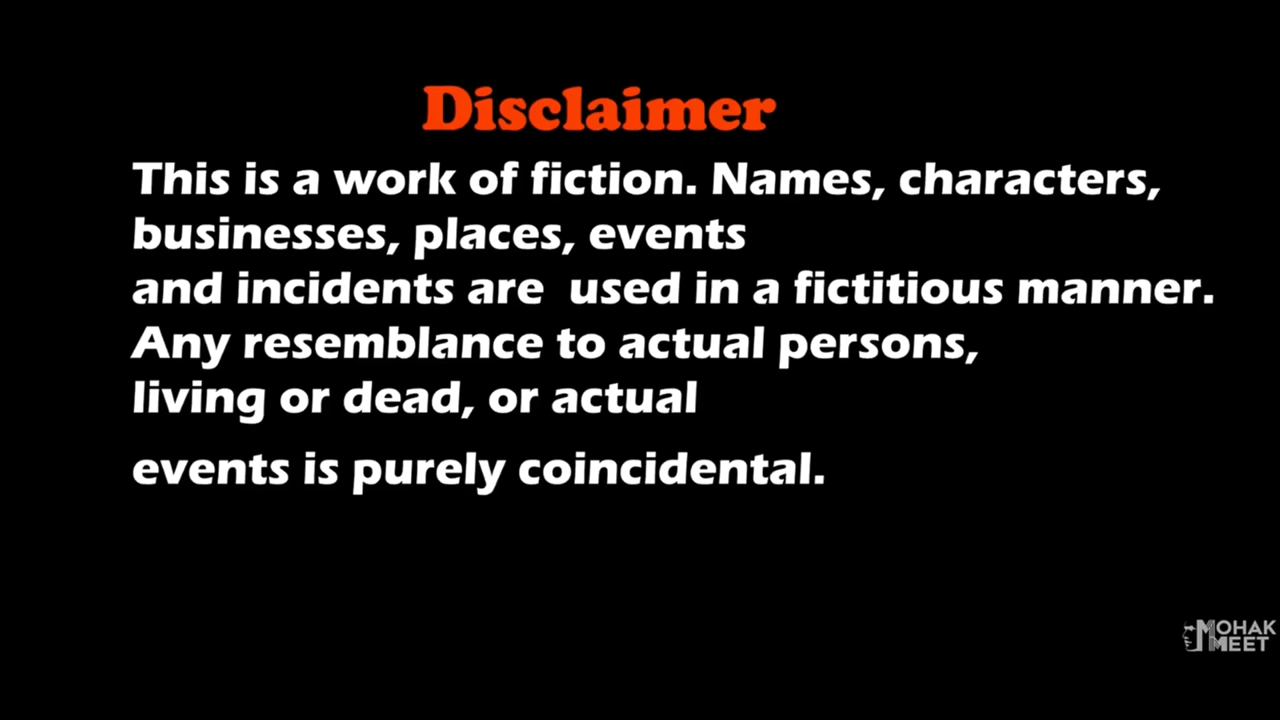 Disclaimer
This is a work of fiction. Names, characters,
businesses, places, events
and incidents are  used in a fictitious manner.
Any resemblance to actual persons,
living or dead, or actual
events is purely coincidental.
MOHAK
MEET